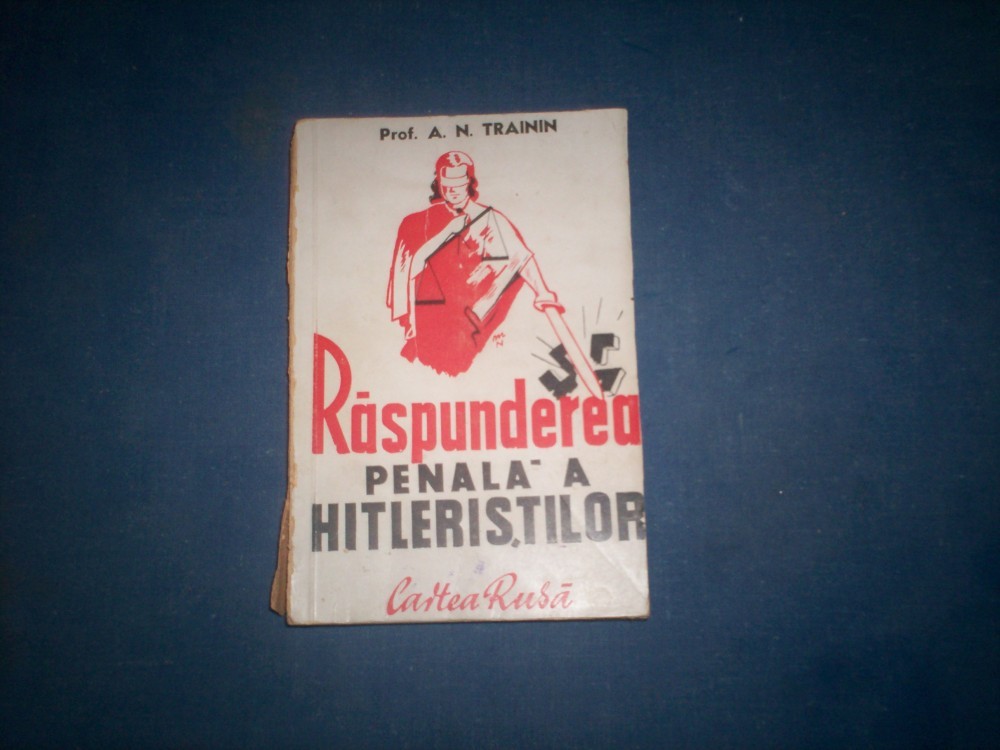 Prof. A. N. TRAININ
Răspunderea
PENALĂ A
HITLERIȘTILOR
Cartea Rusă